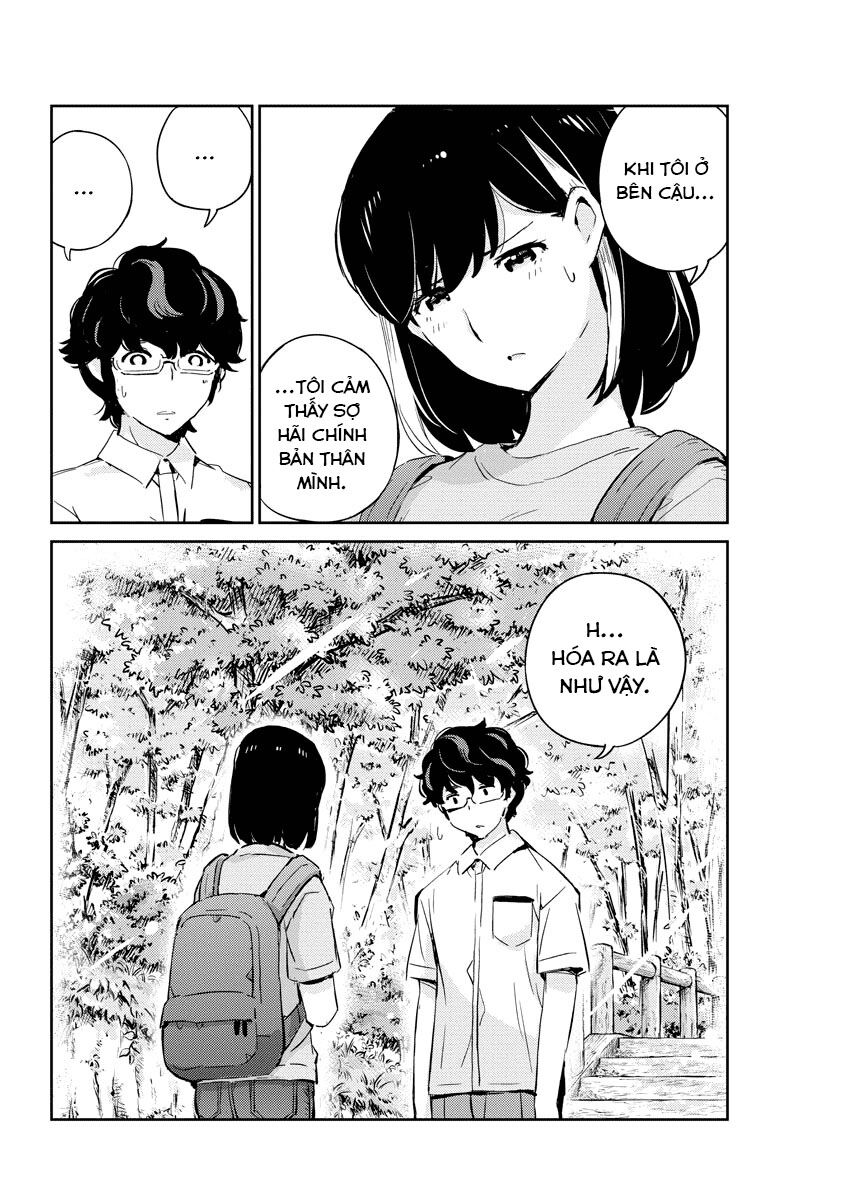 KHI TÔI Ở
BÊN CẬU...
...TÔI CẢM
THẤY SỢ
HÃI CHÍNH
BẢN THÂN
MÌNH.
...
...
H...
HÓA RA LÀ
NHƯ VẬY.